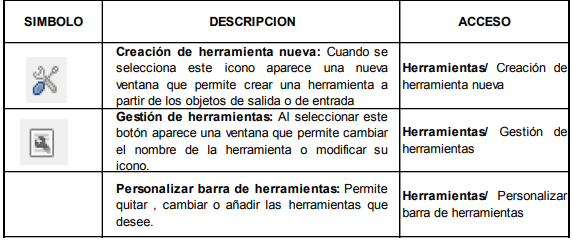 SIMBOLO DESCRIPCION ACCESO
Creación de herramienta nueva: Cuando se
selecciona este icono aparece una nueva
ventana que permite crear una herramienta a
partir de los objetos de salida o de entrada
Herramientas/ Creación de
herramienta nueva
Gestión de herramientas: Al seleccionar este
botón aparece una ventana que permite cambiar
el nombre de la herramienta o modificar su
icono.
Herramientas/ Gestión de
herramientas
Personalizar barra de herramientas: Permite
quitar , cambiar o añadir las herramientas que
desee.
Herramientas/ Personalizar
barra de herramientas